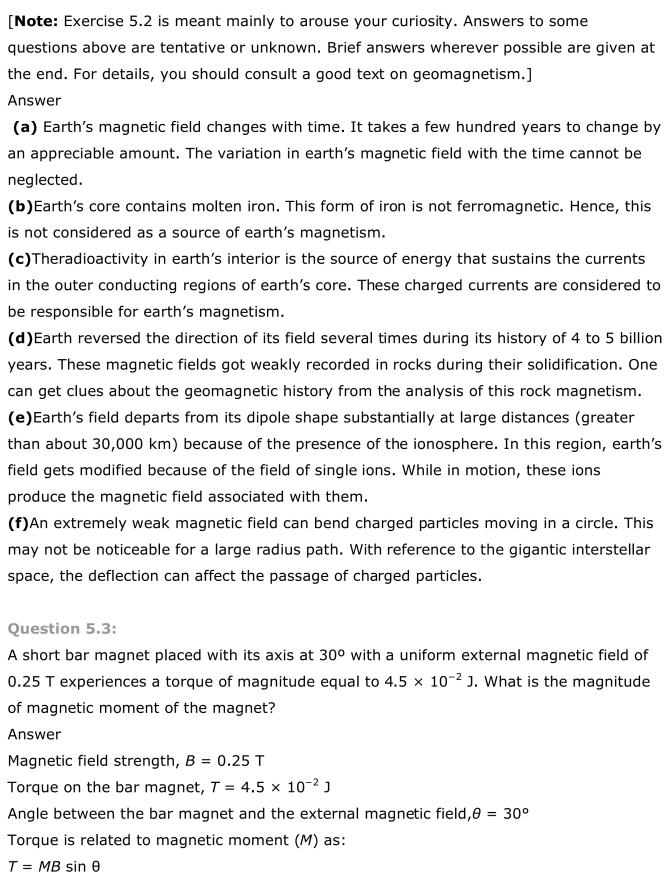 [Note: Exercise 5.2 is meant mainly to arouse your curiosity. Answers to some
questions above are tentative or unknown. Brief answers wherever possible are given at
the end. For details, you should consult a good text on geomagnetism.]
Answer
(a) Earth’s magnetic field changes with time. It takes a few hundred years to change by
an appreciable amount. The variation in earth’s magnetic field with the time cannot be
neglected.
(b)Earth’s core contains molten iron. This form of iron is not ferromagnetic. Hence, this
is not considered as a source of earth’s magnetism.
(c)Theradioactivity in earth’s interior is the source of energy that sustains the currents
in the outer conducting regions of earth’s core. These charged currents are considered to
be responsible for earth’s magnetism.
(d)Earth reversed the direction of its field several times during its history of 4 to 5 billion
years. These magnetic fields got weakly recorded in rocks during their solidification. One
can get clues about the geomagnetic history from the analysis of this rock magnetism.
(e)Earth’s field departs from its dipole shape substantially at large distances (greater
than about 30,000 km) because of the presence of the ionosphere. In this region, earth’s
field gets modified because of the field of single ions. While in motion, these ions
produce the magnetic field associated with them.
(f)An extremely weak magnetic field can bend charged particles moving in a circle. This
may not be noticeable for a large radius path. With reference to the gigantic interstellar
space, the deflection can affect the passage of charged particles.
Question 5.3:
A short bar magnet placed with its axis at 30º with a uniform external magnetic field of
0.25 T experiences a torque of magnitude equal to 4.5 × 10⁻² J. What is the magnitude
of magnetic moment of the magnet?
Answer
Magnetic field strength, B = 0.25 T
Torque on the bar magnet, T = 4.5 × 10⁻² J
Angle between the bar magnet and the external magnetic field,θ = 30°
Torque is related to magnetic moment (M) as:
T = MB sin θ